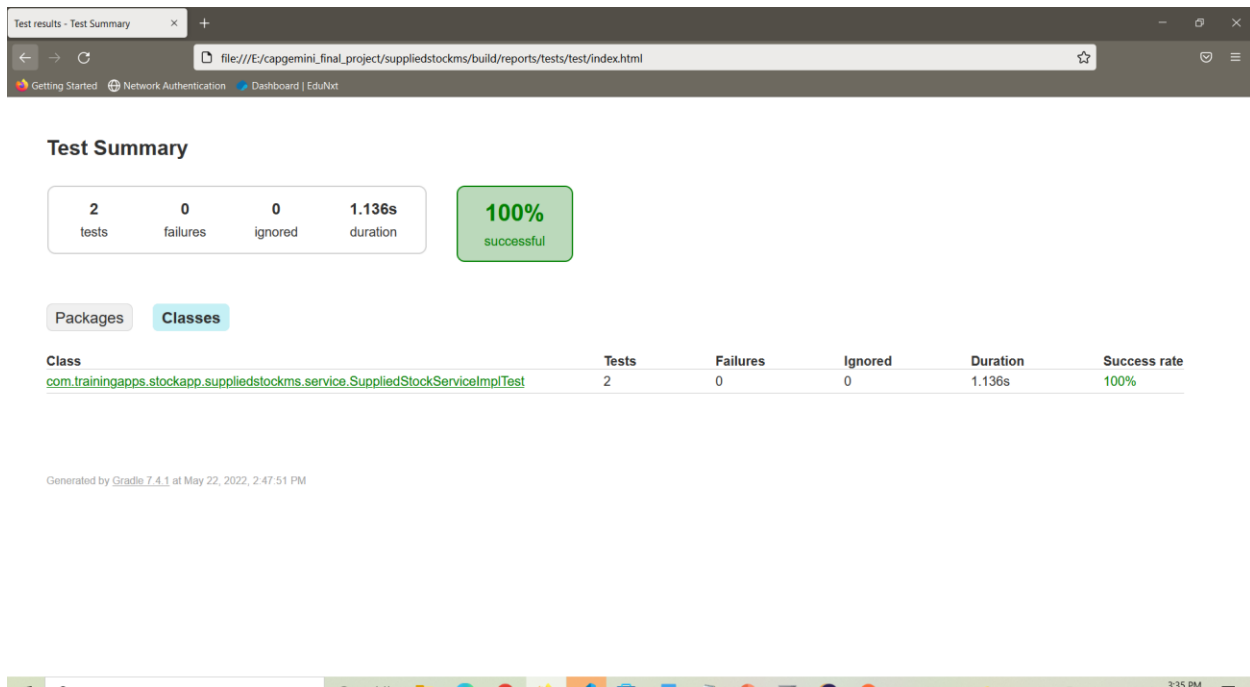 Test results - Test Summary
file:///E:/capgemini_final_project/suppliedstockms/build/reports/tests/test/index.html
Getting Started Network Authentication Dashboard | EduNxt
Test Summary
2 0 0 1.136s
tests failures ignored duration
100%
successful
Packages Classes
Class Tests Failures Ignored Duration Success rate
com.trainingapps.stockapp.suppliedstockms.service.SuppliedStockServiceImplTest 2 0 0 1.136s 100%
Generated by Gradle 7.4.1 at May 22, 2022, 2:47:51 PM
3:35 PM